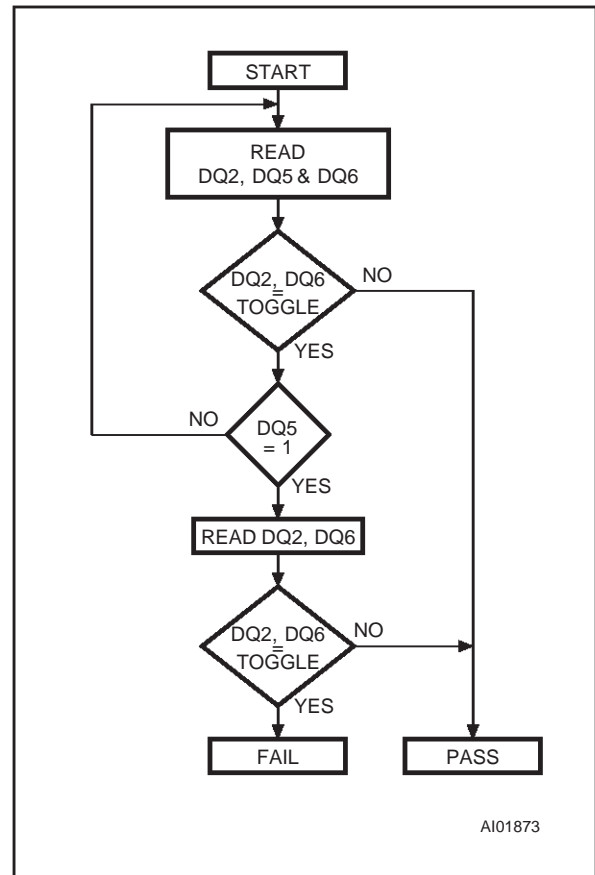 START
READ
DQ2, DQ5 & DQ6
DQ2, DQ6
=
TOGGLE
NO
YES
NO
DQ5
= 1
YES
READ DQ2, DQ6
DQ2, DQ6
=
TOGGLE
NO
YES
FAIL
PASS
AI01873